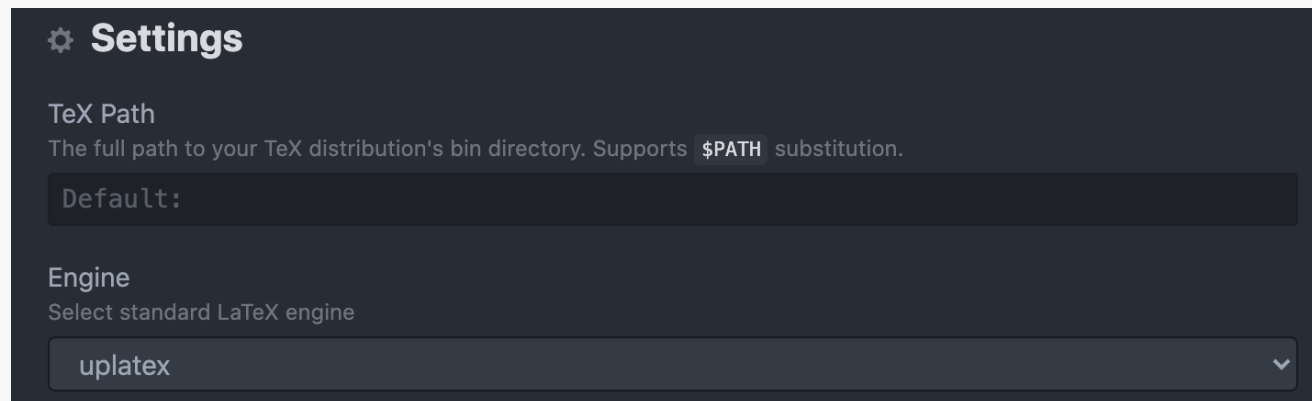 Settings
TeX Path
The full path to your TeX distribution's bin directory. Supports $PATH substitution.
Default:
Engine
Select standard LaTeX engine
uplatex